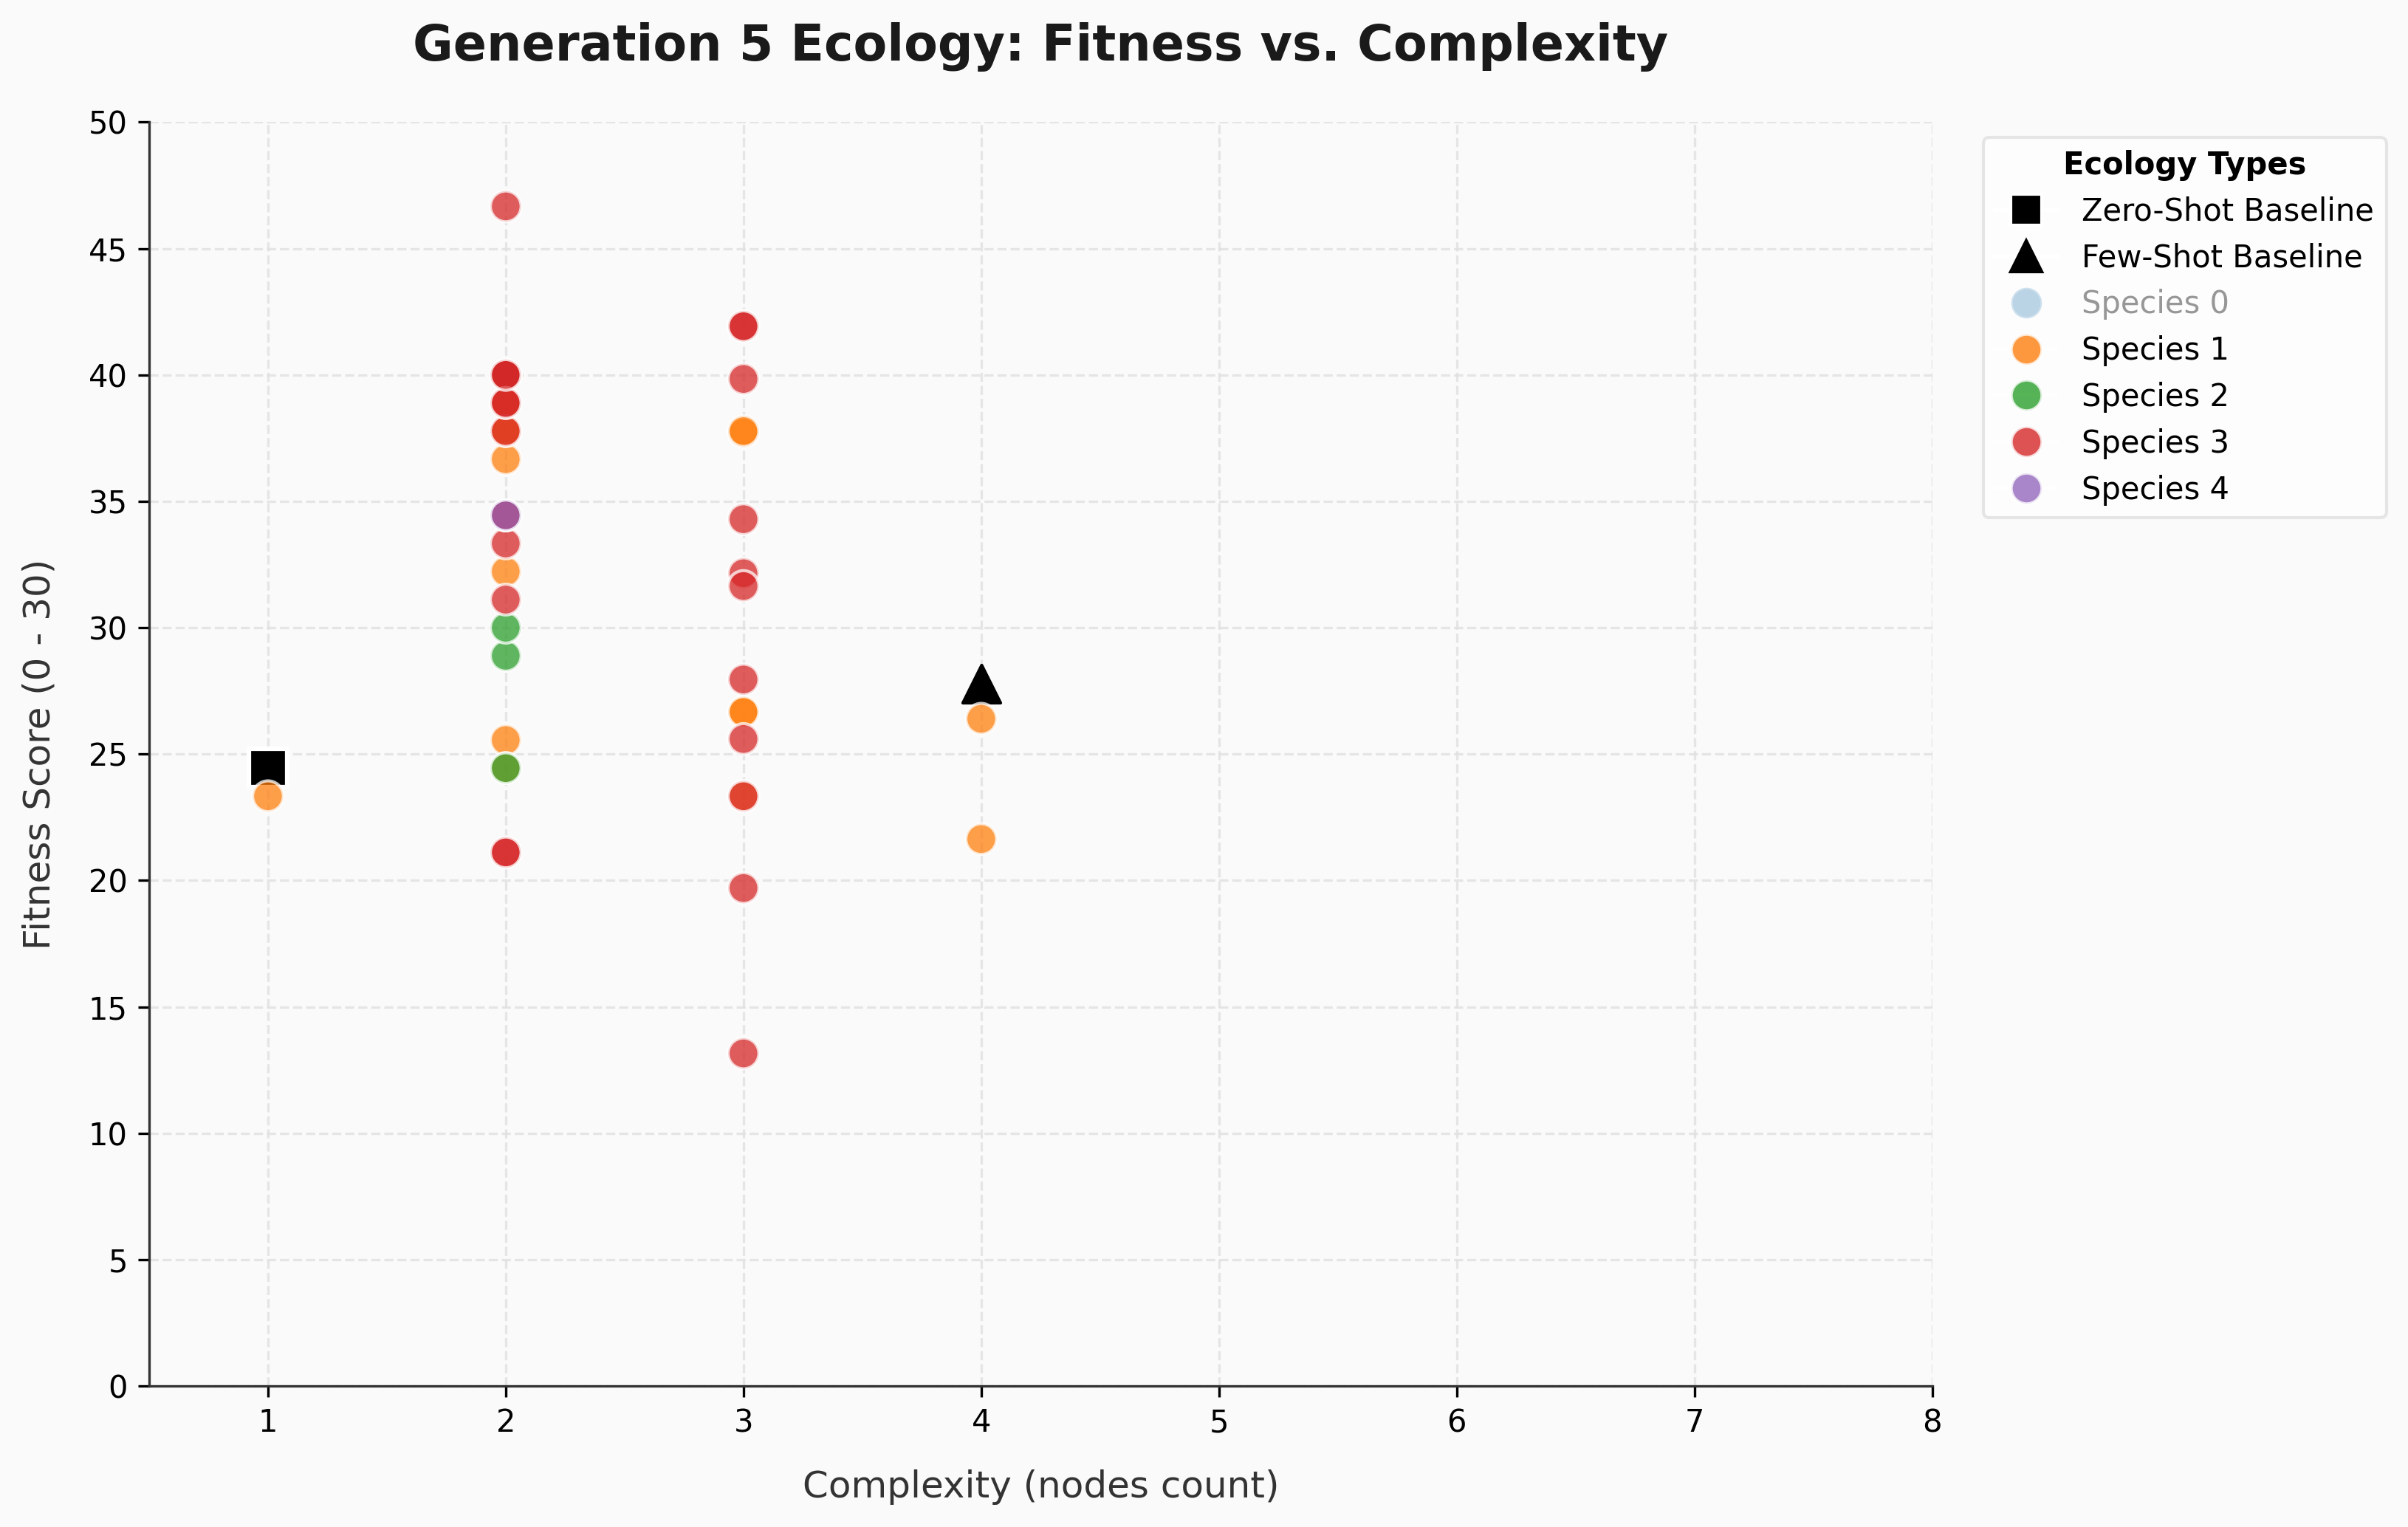 Generation 5 Ecology: Fitness vs. Complexity
50
45
40
35
30
25
20
15
10
5
0
Fitness Score (0 - 30)
1 2 3 4 5 6 7 8
Complexity (nodes count)
Ecology Types
Zero-Shot Baseline
Few-Shot Baseline
Species 0
Species 1
Species 2
Species 3
Species 4